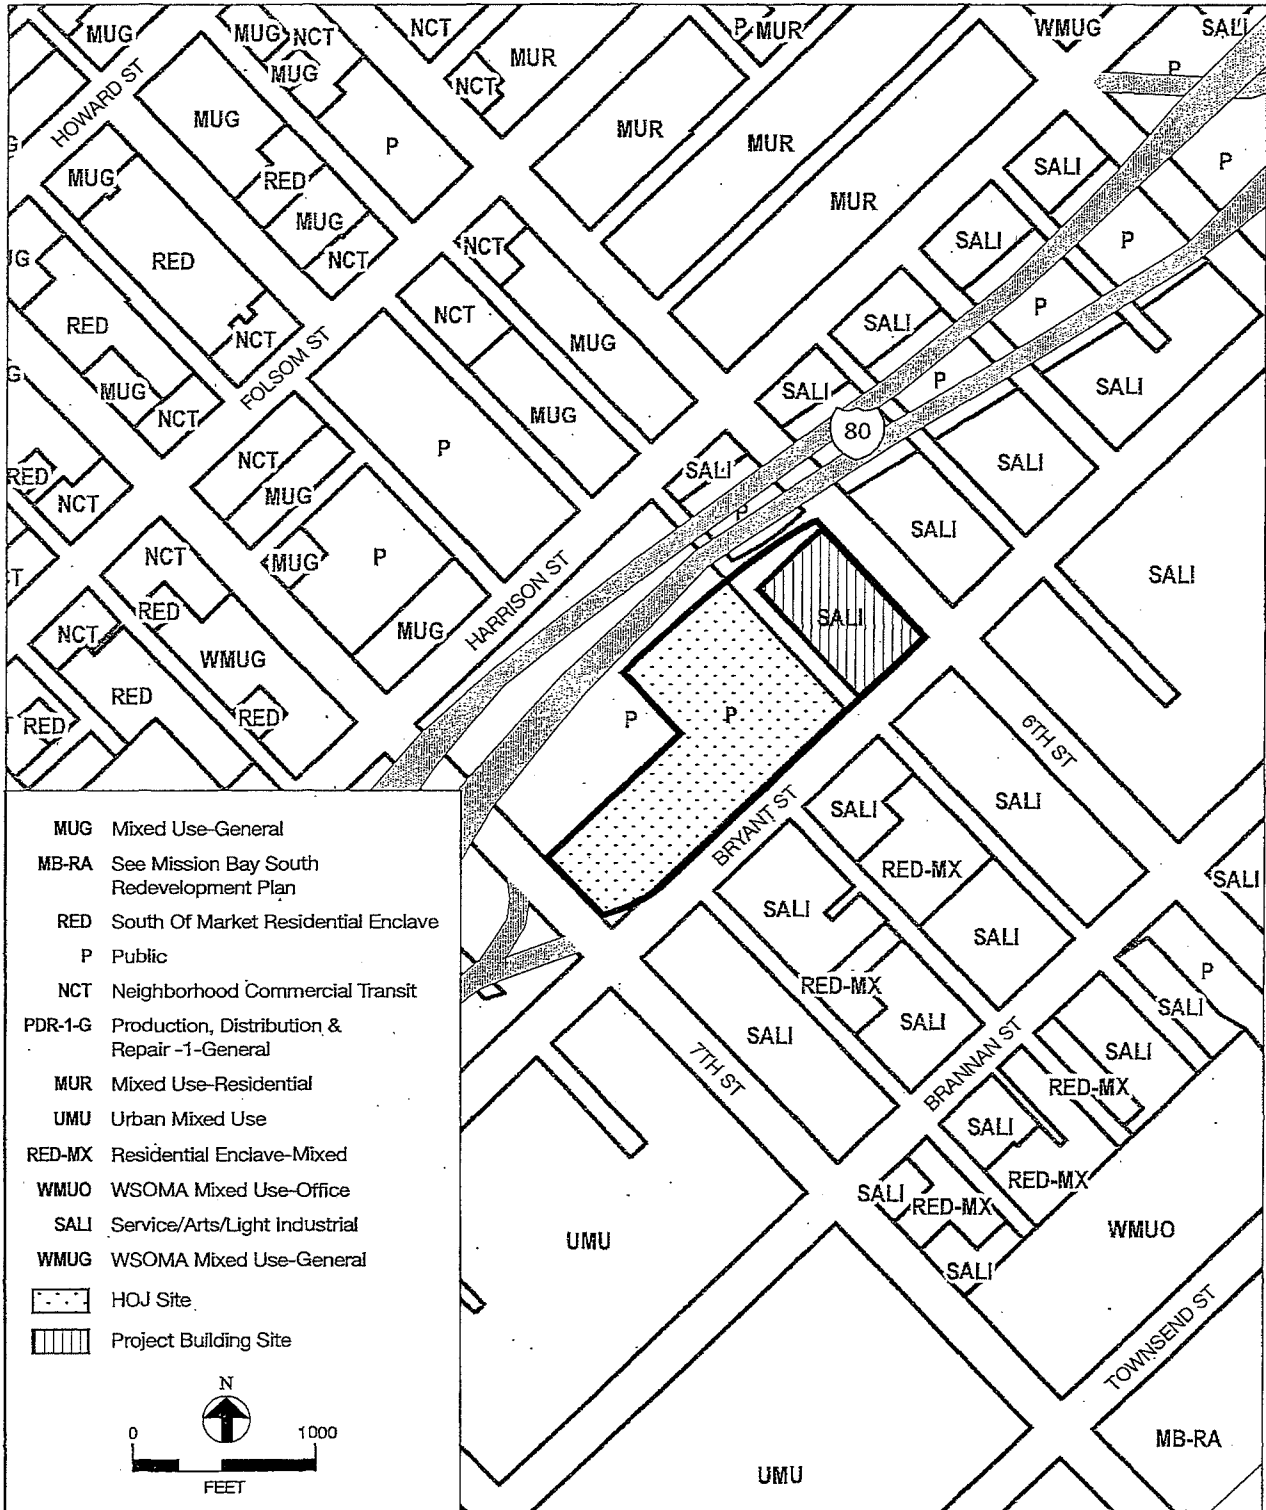 MUG
MUG
NCT
NCT
P
MUR
WMUG
SALI
MUG
NCT
MUR
P
HOWARD ST
MUG
P
MUR
MUR
SALI
P
MUG
RED
MUR
MUG
NCT
NCT
SALI
P
RED
NCT
SALI
P
RED
NCT
MUG
SALI
P
MUG
NCT
FOLSOM ST
MUG
SALI
SALI
NCT
P
80
RED
NCT
NCT
MUG
SALI
SALI
P
SALI
NCT
MUG
P
HARRISON ST
SALI
RED
NCT
WMUG
MUG
SALI
RED
RED
RED
P
P
6TH ST
BRYANT ST
SALI
SALI
RED-MX
SALI
SALI
SALI
RED-MX
SALI
P
SALI
SALI
7TH ST
BRANNAN ST
SALI
RED-MX
SALI
RED-MX
SALI
RED-MX
SALI
UMU
WMUO
TOWNSEND ST
MB-RA
UMU
MUG Mixed Use-General
MB-RA See Mission Bay South
Redevelopment Plan
RED South Of Market Residential Enclave
P Public
NCT Neighborhood Commercial Transit
PDR-1-G Production, Distribution &
Repair -1-General
MUR Mixed Use-Residential
UMU Urban Mixed Use
RED-MX Residential Enclave-Mixed
WMUO WSOMA Mixed Use-Office
SALI Service/Arts/Light Industrial
WMUG WSOMA Mixed Use-General
HOJ Site
Project Building Site
N
0 1000
FEET